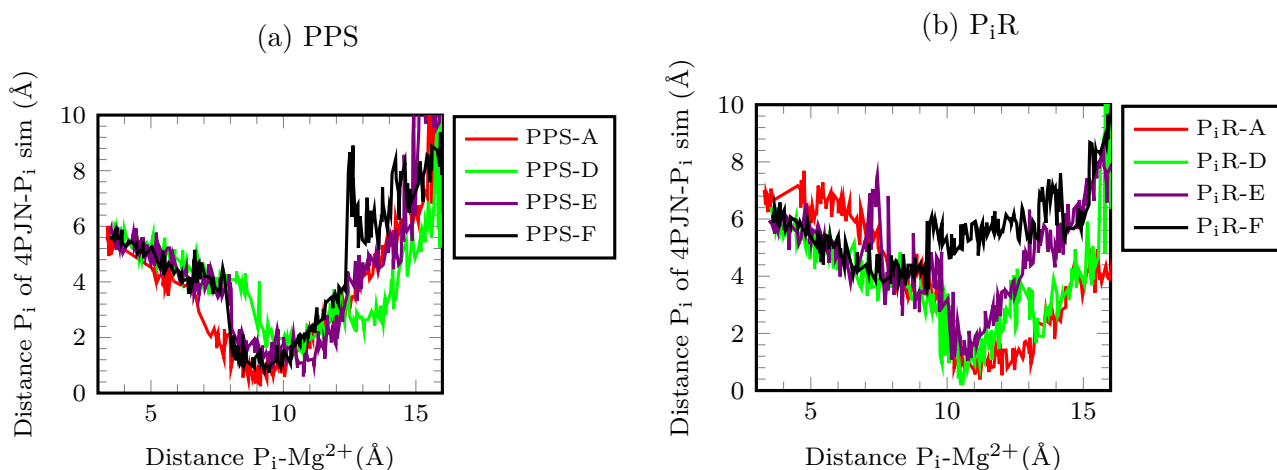 (a) PPS
Distance Pᵢ of 4PJN-Pᵢ sim (Å)
10
8
6
4
2
0
5
10
15
Distance Pᵢ-Mg²⁺(Å)
PPS-A
PPS-D
PPS-E
PPS-F
(b) PᵢR
Distance Pᵢ of 4PJN-Pᵢ sim (Å)
10
8
6
4
2
0
5
10
15
Distance Pᵢ-Mg²⁺(Å)
PᵢR-A
PᵢR-D
PᵢR-E
PᵢR-F